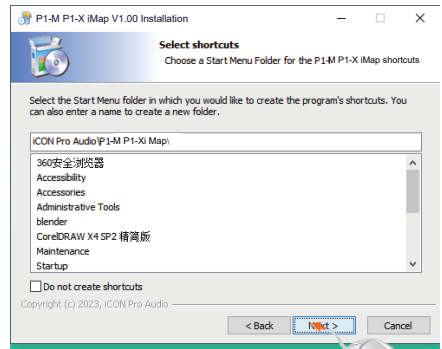 P1-M P1-X iMap V1.00 Installation
Select shortcuts
Choose a Start Menu Folder for the P1-M P1-X iMap shortcuts
Select the Start Menu folder in which you would like to create the program's shortcuts. You
can also enter a name to create a new folder.
iCON Pro Audio\P1-M P1-Xi Map\
360安全浏览器
Accessibility
Accessories
Administrative Tools
blender
CorelDRAW X4 SP2 精简版
Maintenance
Startup
Do not create shortcuts
Copyright (c) 2023, iCON Pro Audio
< Back
Next >
Cancel